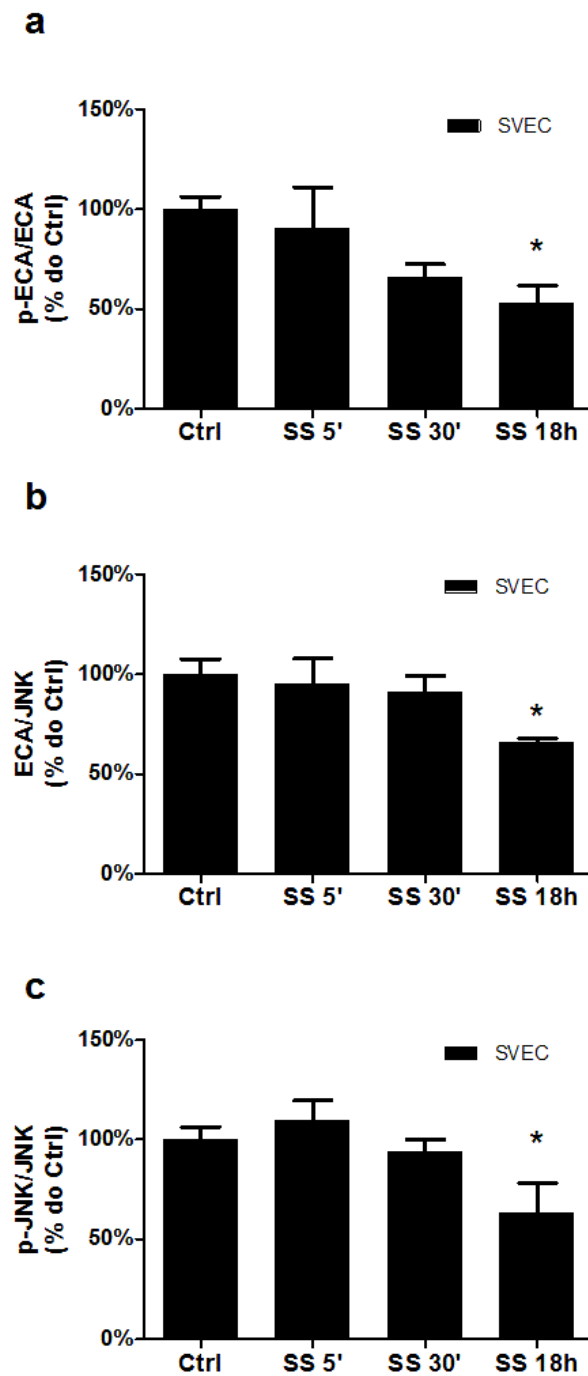 a
150%
SVEC
100%
*
50%
0%
p-ECA/ECA
(% do Ctrl)
Ctrl SS 5' SS 30' SS 18h
b
150%
SVEC
100%
*
50%
0%
ECA/JNK
(% do Ctrl)
Ctrl SS 5' SS 30' SS 18h
c
150%
SVEC
100%
*
50%
0%
p-JNK/JNK
(% do Ctrl)
Ctrl SS 5' SS 30' SS 18h